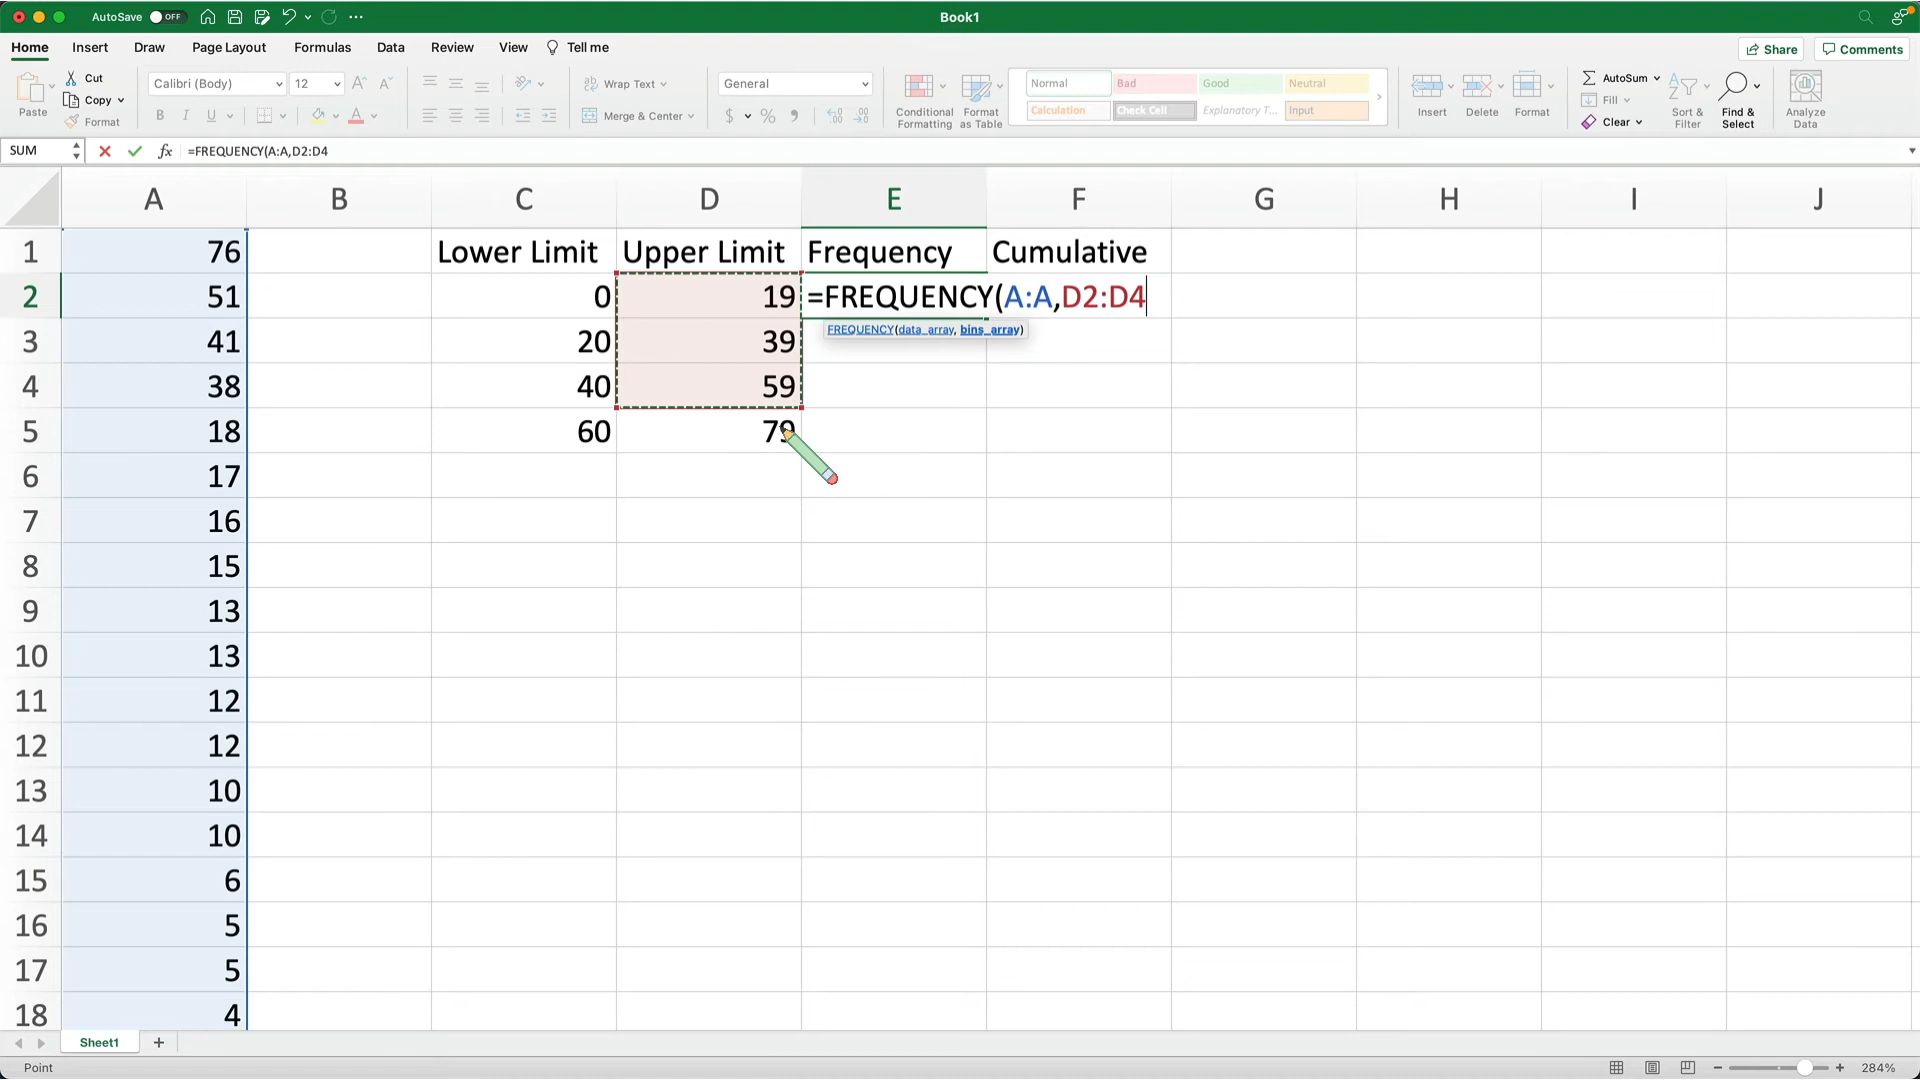 AutoSave OFF Book1
Home Insert Draw Page Layout Formulas Data Review View Tell me Share Comments
Paste Cut Copy Format
Calibri (Body) 12 Wrap Text Merge & Center General
B I U A $ % 
Conditional Formatting Format as Table
Normal Bad Good Neutral
Calculation Check Cell Explanatory T... Input
Insert Delete Format
AutoSum Fill Clear
Sort & Filter Find & Select Analyze Data
SUM fx =FREQUENCY(A:A,D2:D4
A B C D E F G H I J
1 76 Lower Limit Upper Limit Frequency Cumulative
2 51 0 19 =FREQUENCY(A:A,D2:D4
FREQUENCY(data_array, bins_array)
3 41 20 39
4 38 40 59
5 18 60 79
6 17
7 16
8 15
9 13
10 13
11 12
12 12
13 10
14 10
15 6
16 5
17 5
18 4
Sheet1 +
Point 284%